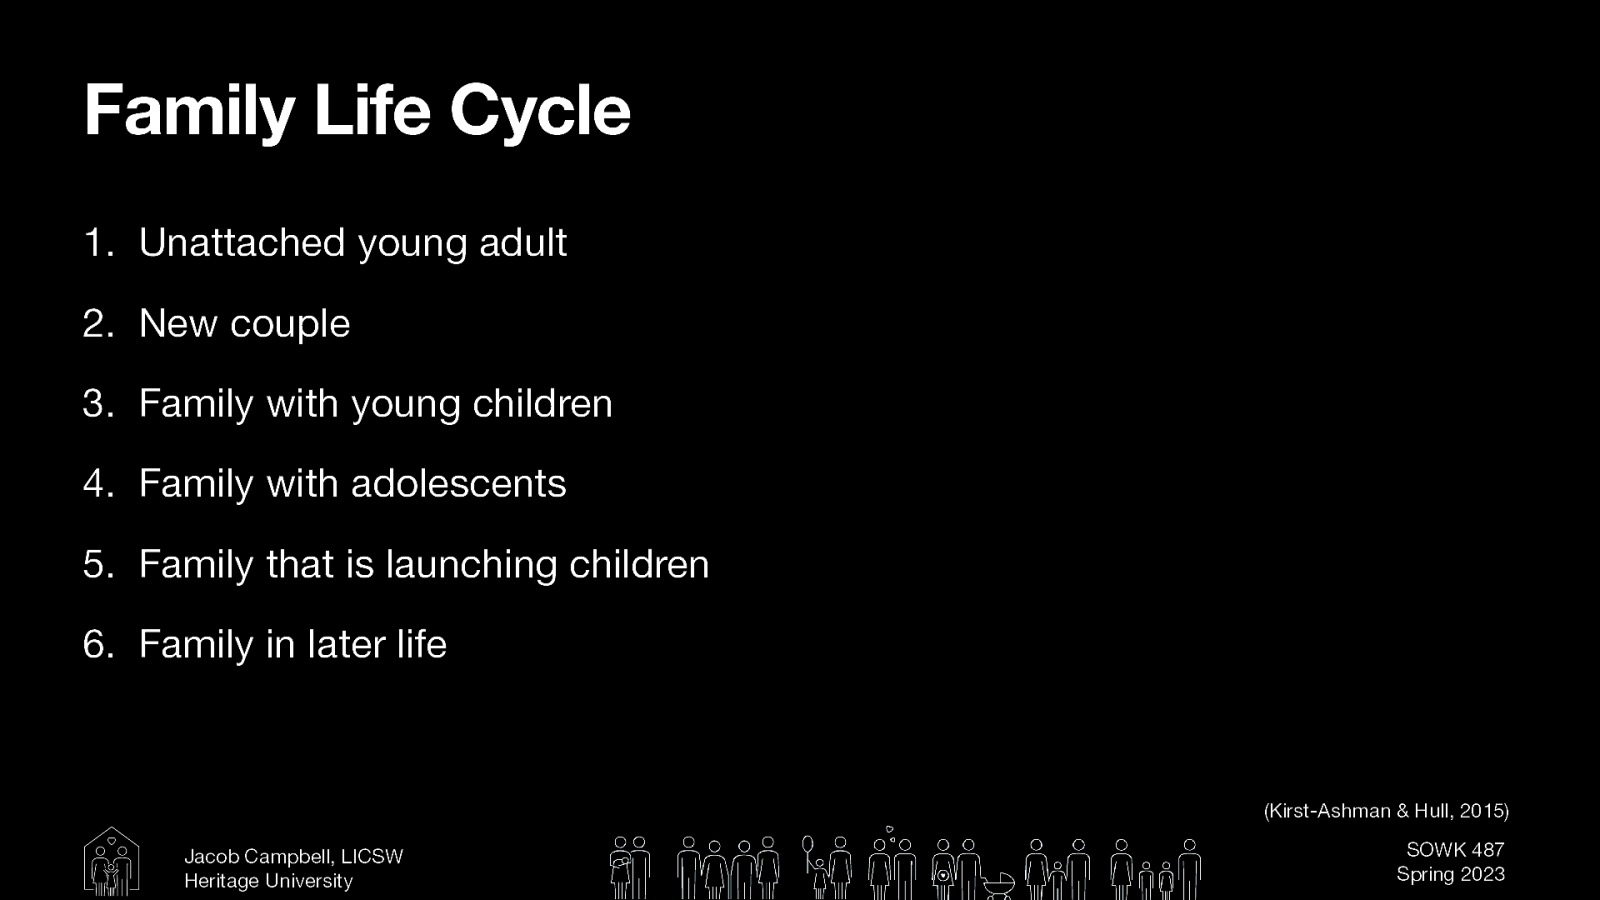 Family Life Cycle
1. Unattached young adult
2. New couple
3. Family with young children
4. Family with adolescents
5. Family that is launching children
6. Family in later life
(Kirst-Ashman & Hull, 2015)
Jacob Campbell, LICSW
Heritage University
SOWK 487
Spring 2023